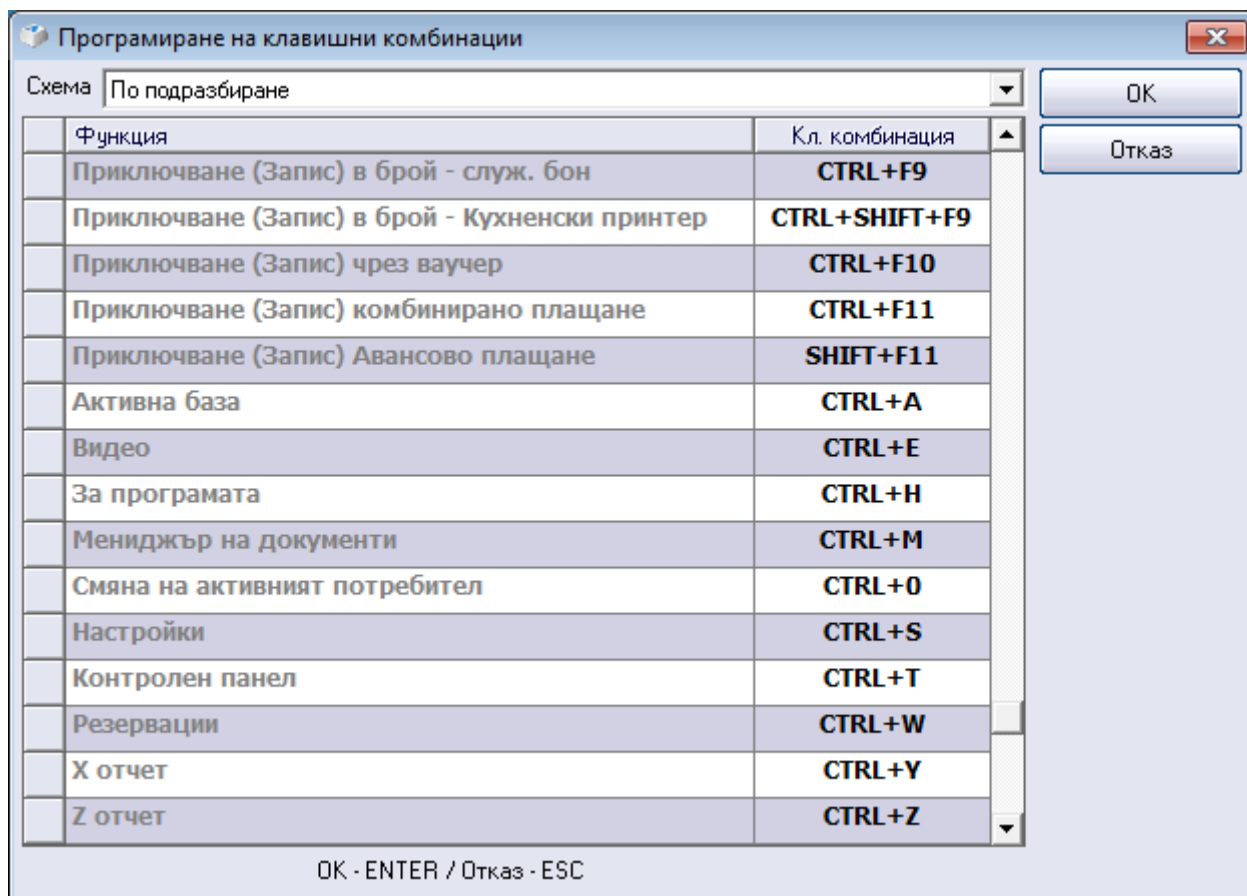 Програмиране на клавишни комбинации
Схема По подразбиране
OK
Функция Кл. комбинация
Отказ
Приключване (Запис) в брой - служ. бон CTRL+F9
Приключване (Запис) в брой - Кухненски принтер CTRL+SHIFT+F9
Приключване (Запис) чрез ваучер CTRL+F10
Приключване (Запис) комбинирано плащане CTRL+F11
Приключване (Запис) Авансово плащане SHIFT+F11
Активна база CTRL+A
Видео CTRL+E
За програмата CTRL+H
Мениджър на документи CTRL+M
Смяна на активният потребител CTRL+0
Настройки CTRL+S
Контролен панел CTRL+T
Резервации CTRL+W
X отчет CTRL+Y
Z отчет CTRL+Z
OK - ENTER / Отказ - ESC